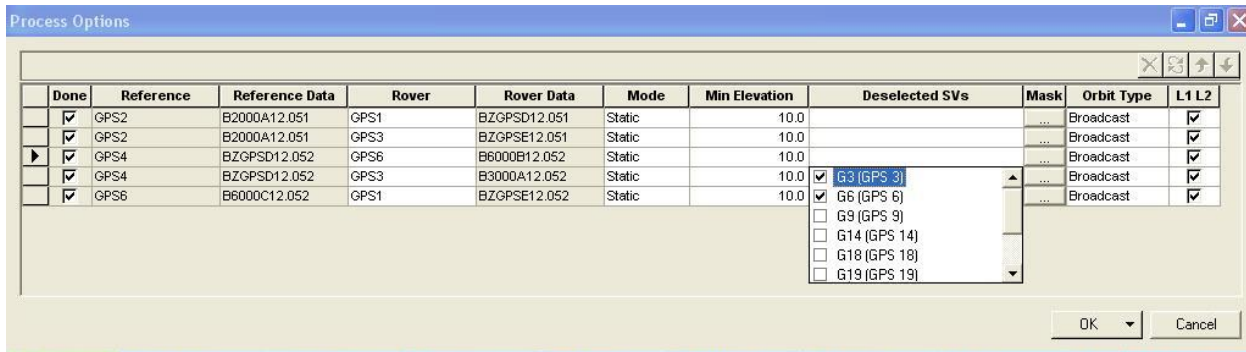 Process Options
Done Reference Reference Data Rover Rover Data Mode Min Elevation Deselected SVs Mask Orbit Type L1 L2
GPS2 B2000A12.051 GPS1 BZGPSD12.051 Static 10.0 ... Broadcast
GPS2 B2000A12.051 GPS3 BZGPSE12.051 Static 10.0 ... Broadcast
GPS4 BZGPSD12.052 GPS6 B6000B12.052 Static 10.0 ... Broadcast
GPS4 BZGPSD12.052 GPS3 B3000A12.052 Static 10.0 G3 (GPS 3) ... Broadcast
GPS6 B6000C12.052 GPS1 BZGPSE12.052 Static 10.0 G6 (GPS 6) ... Broadcast
G9 (GPS 9)
G14 (GPS 14)
G18 (GPS 18)
G19 (GPS 19)
OK Cancel